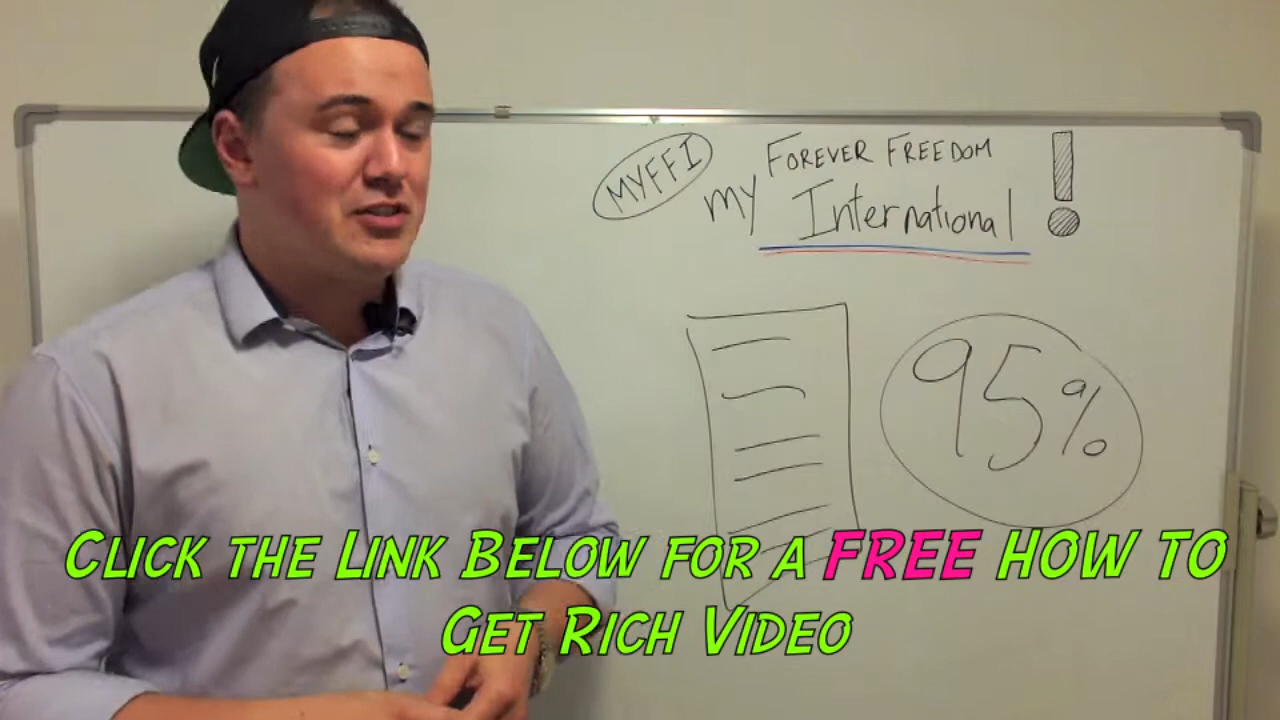 MYFFI
FOREVER FREEDOM
my International!
95%
CLICK THE LINK BELOW FOR A FREE HOW TO
GET RICH VIDEO